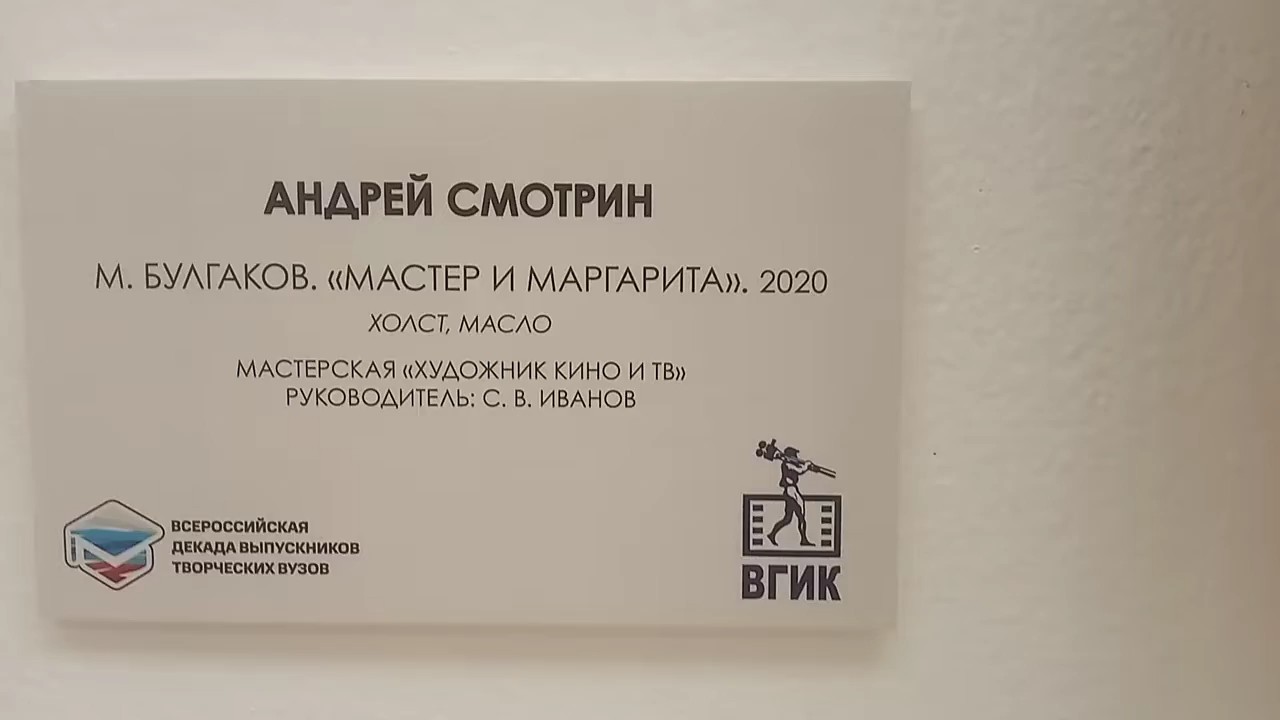 АНДРЕЙ СМОТРИН
М. БУЛГАКОВ. «МАСТЕР И МАРГАРИТА». 2020
ХОЛСТ, МАСЛО
МАСТЕРСКАЯ «ХУДОЖНИК КИНО И ТВ»
РУКОВОДИТЕЛЬ: С. В. ИВАНОВ
ВСЕРОССИЙСКАЯ
ДЕКАДА ВЫПУСКНИКОВ
ТВОРЧЕСКИХ ВУЗОВ
ВГИК